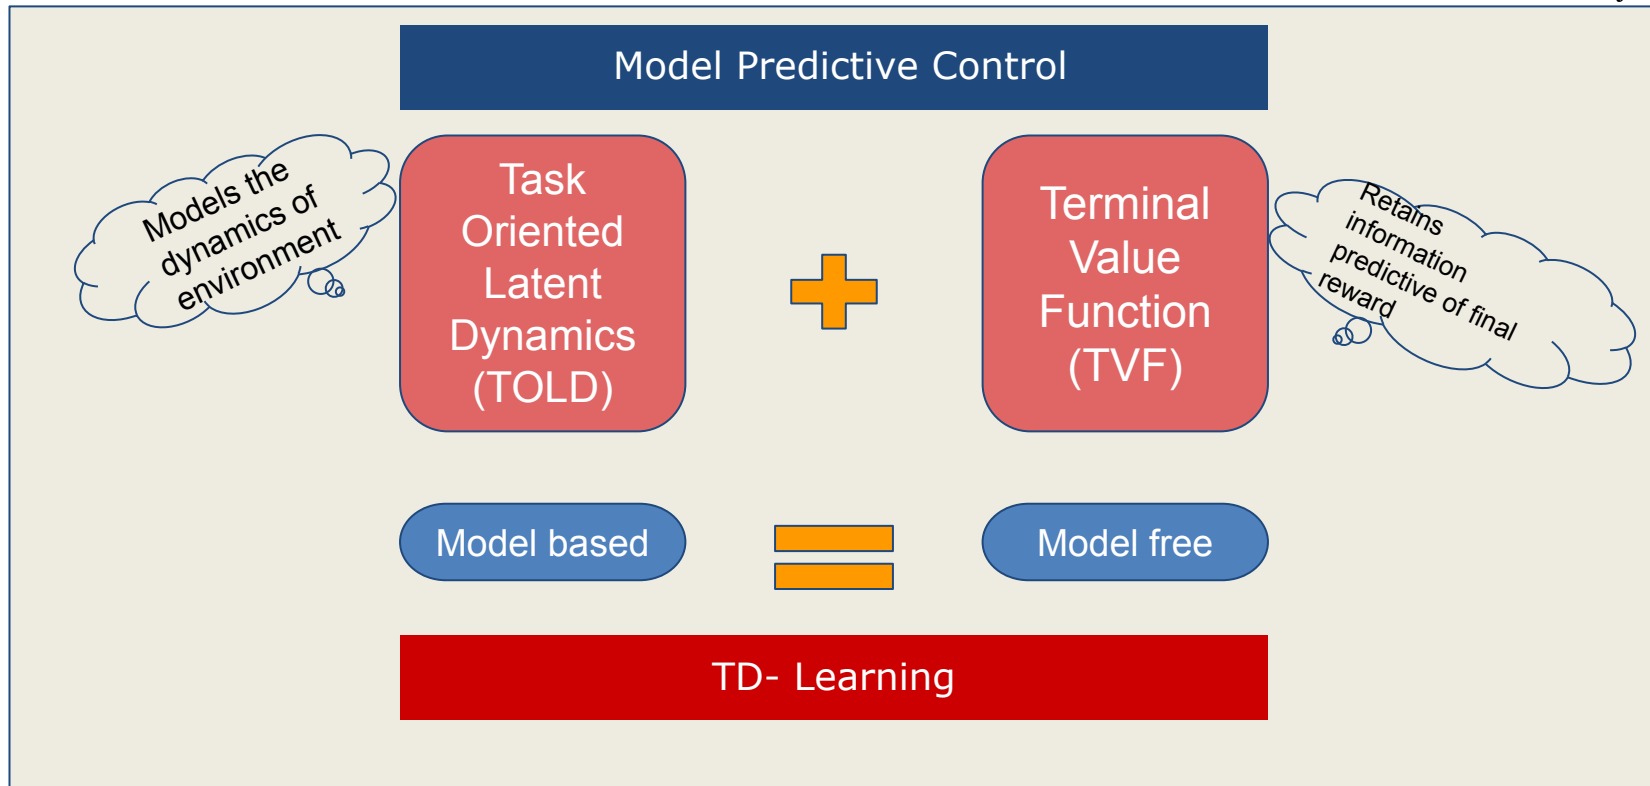 Model Predictive Control
Models the
dynamics of
environment
Task
Oriented
Latent
Dynamics
(TOLD)
Terminal
Value
Function
(TVF)
Retains
information
predictive of final
reward
Model based
Model free
TD- Learning